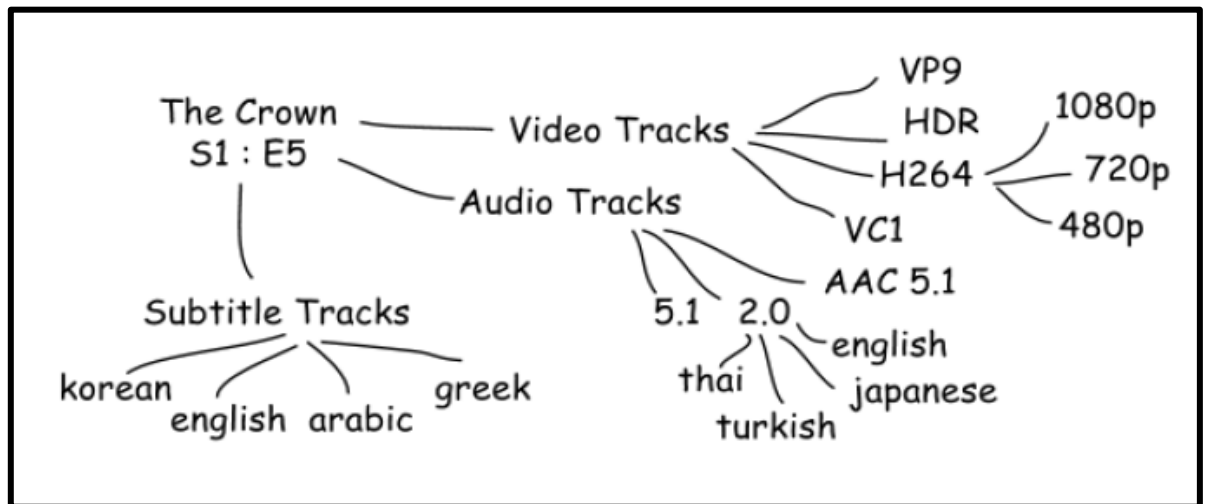 The Crown
S1 : E5
Video Tracks
VP9
HDR
H264
VC1
1080p
720p
480p
Audio Tracks
5.1
2.0
AAC 5.1
thai
turkish
japanese
english
Subtitle Tracks
korean
english
arabic
greek